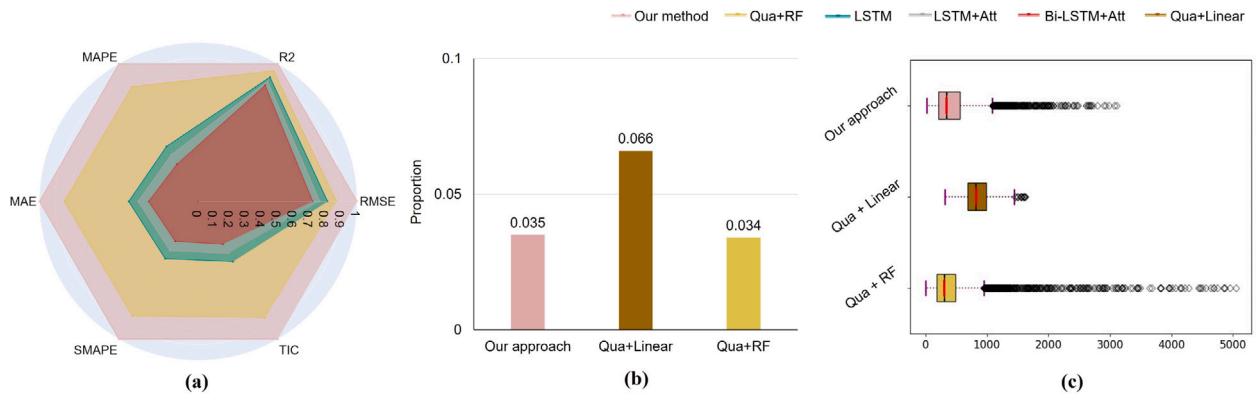 Our method Qua+RF LSTM LSTM+Att Bi-LSTM+Att Qua+Linear
MAPE R2
MAE RMSE
0.1 0.2 0.3 0.4 0.5 0.6 0.7 0.8 0.9 1
SMAPE TIC
(a)
Proportion
0.1
0.05
0
0.035
0.066
0.034
Our approach Qua+Linear Qua+RF
(b)
Our approach
Qua + Linear
Qua + RF
0 1000 2000 3000 4000 5000
(c)